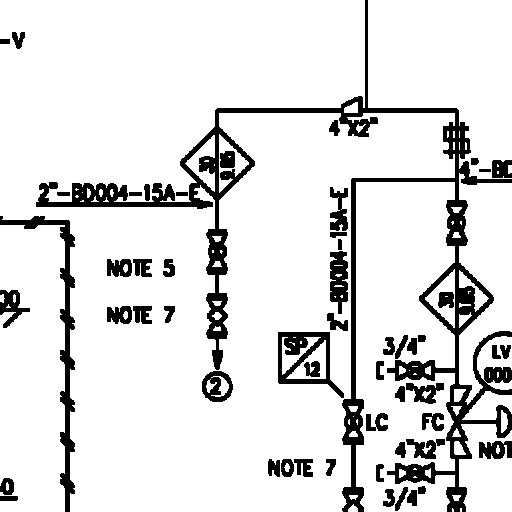 -V
4"X2"
4"-BD
2"-BD004-15A-E
2"-BD004-15A-E
NOTE 5
NOTE 7
00
3/4"
SP
12
LV
000
2
4"X2"
LC
FC
4"X2"
NOT
NOTE 7
0
3/4"